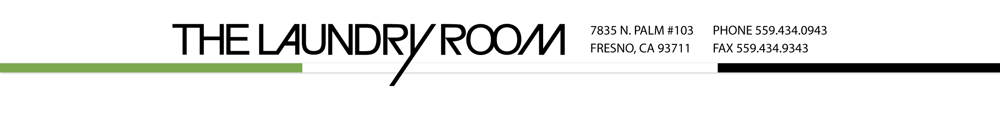 THE LAUNDRY ROOM
7835 N. PALM #103
FRESNO, CA 93711
PHONE 559.434.0943
FAX 559.434.9343